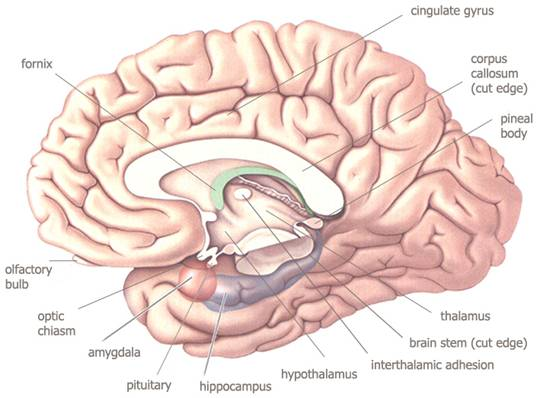 cingulate gyrus
fornix
corpus
callosum
(cut edge)
pineal
body
olfactory
bulb
optic
chiasm
amygdala
pituitary
hippocampus
hypothalamus
interthalamic adhesion
brain stem (cut edge)
thalamus